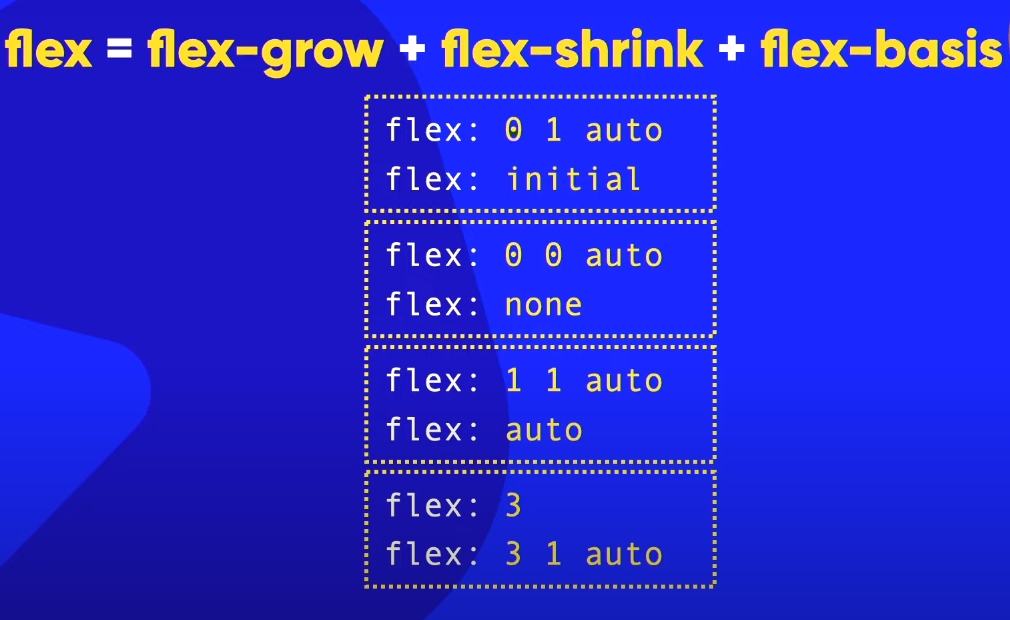 flex = flex-grow + flex-shrink + flex-basis
flex: 0 1 auto
flex: initial
flex: 0 0 auto
flex: none
flex: 1 1 auto
flex: auto
flex: 3
flex: 3 1 auto